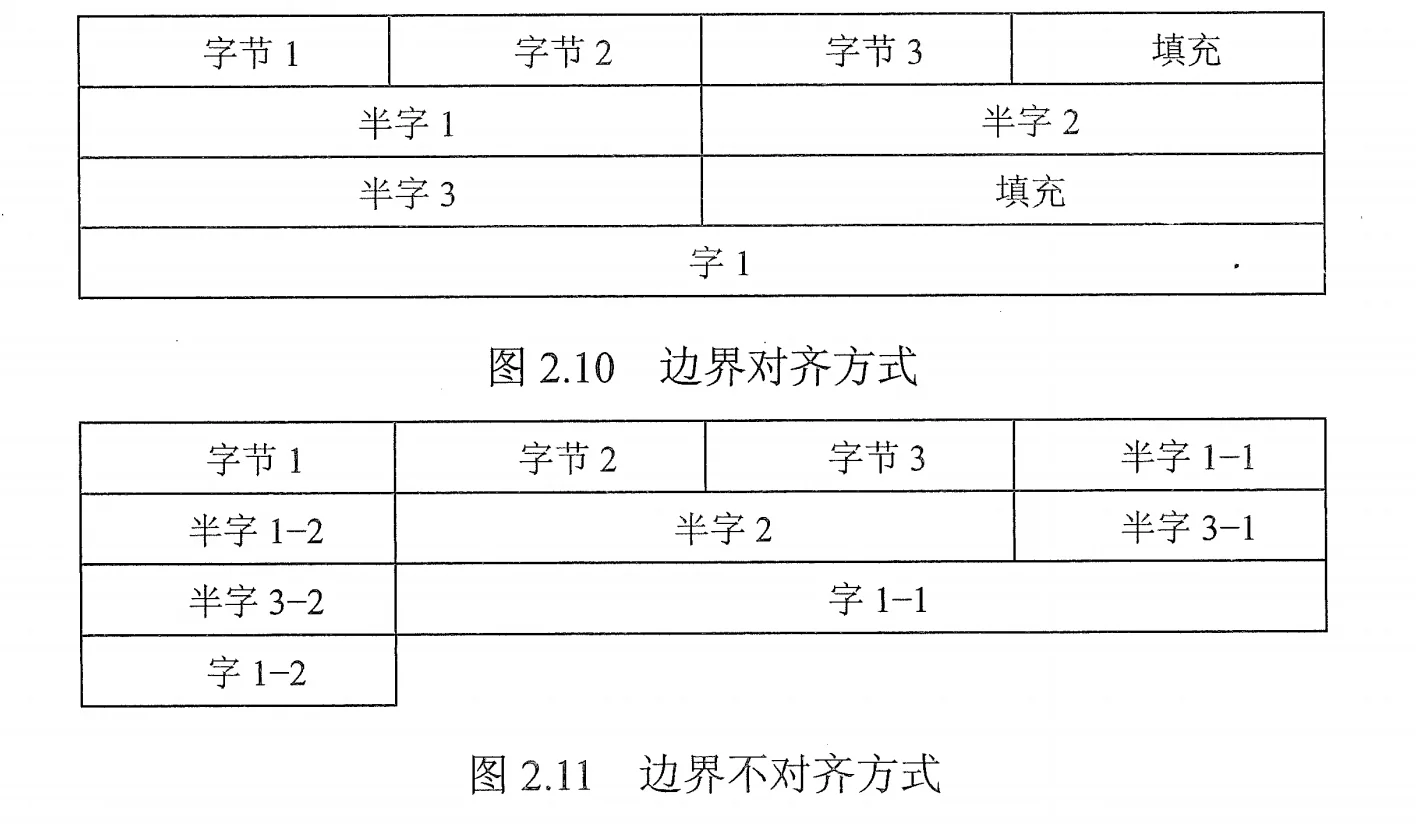 字节 1 字节 2 字节 3 填充
半字 1 半字 2
半字 3 填充
字 1
图 2.10 边界对齐方式
字节 1 字节 2 字节 3 半字 1-1
半字 1-2 半字 2 半字 3-1
半字 3-2 字 1-1
字 1-2
图 2.11 边界不对齐方式